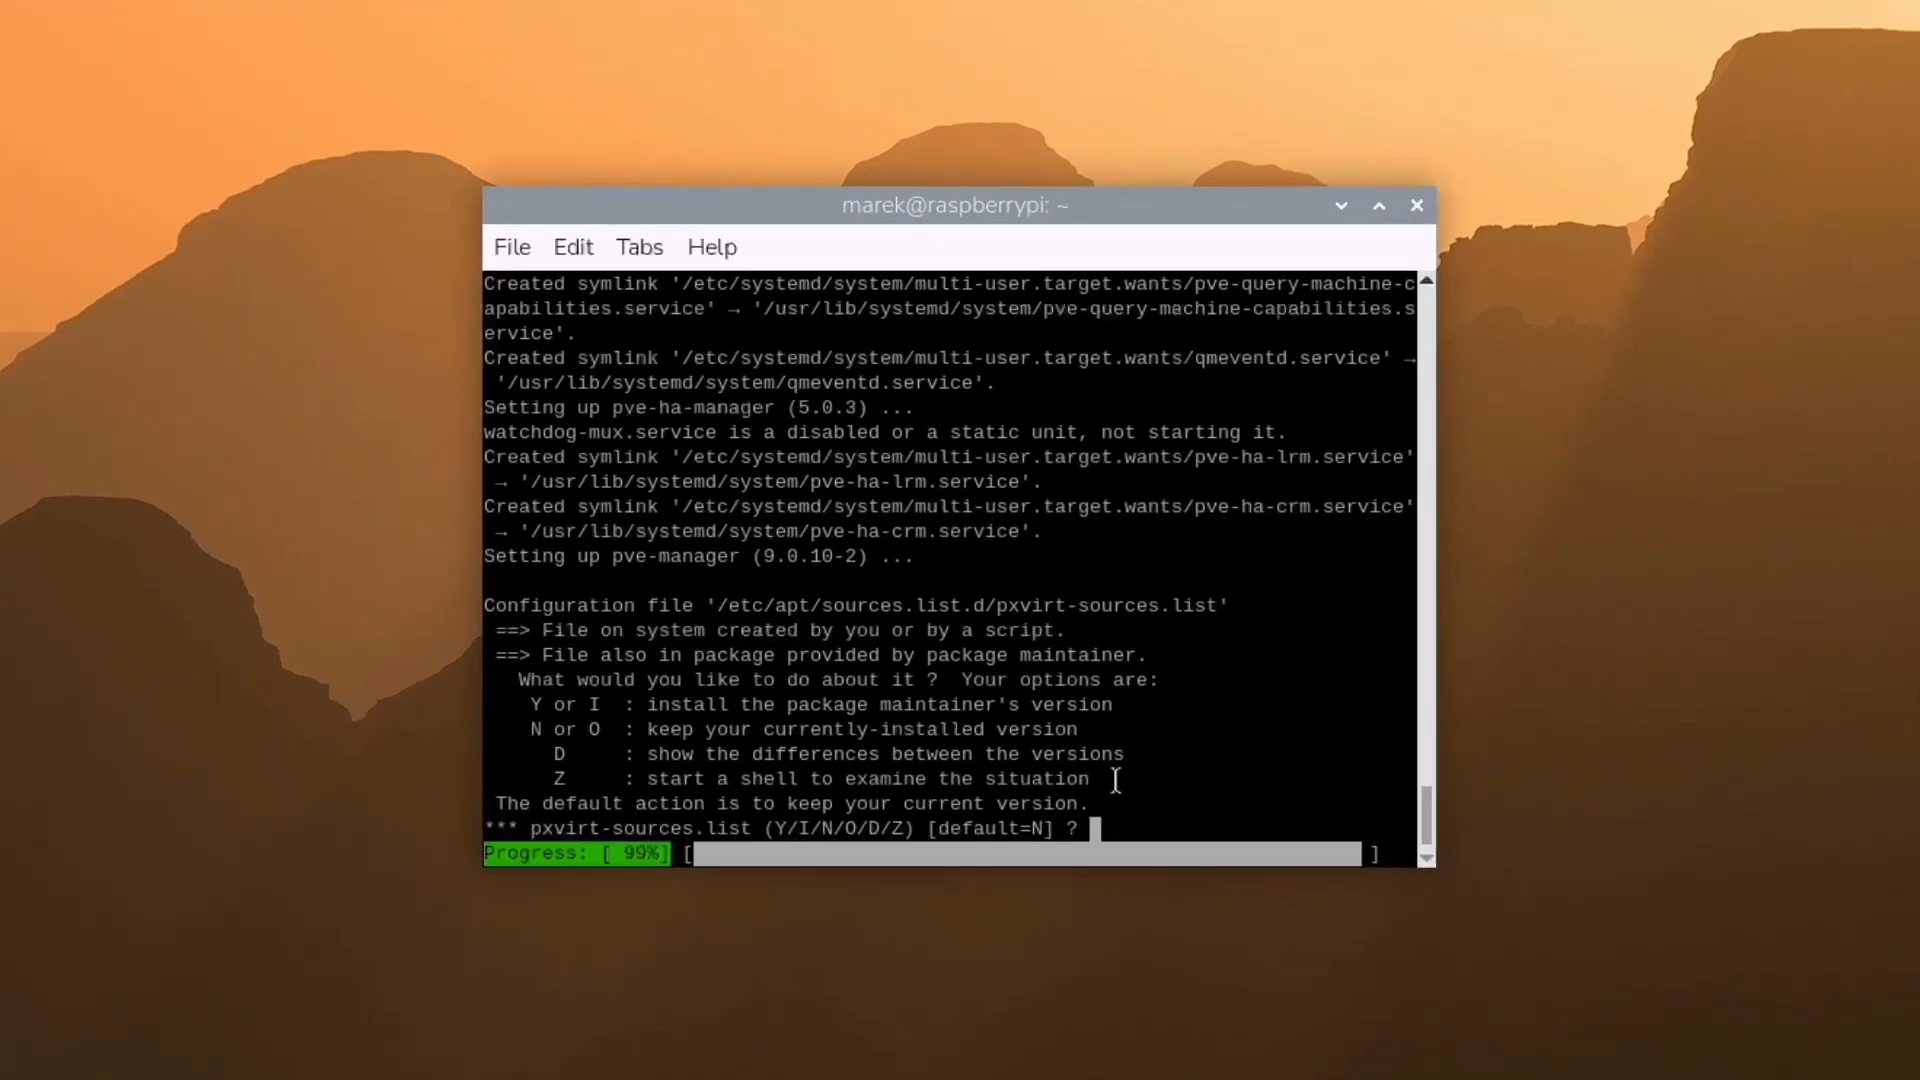 marek@raspberrypi: ~
File Edit Tabs Help
Created symlink '/etc/systemd/system/multi-user.target.wants/pve-query-machine-c
apabilities.service' → '/usr/lib/systemd/system/pve-query-machine-capabilities.s
ervice'.
Created symlink '/etc/systemd/system/multi-user.target.wants/qmeventd.service' →
'/usr/lib/systemd/system/qmeventd.service'.
Setting up pve-ha-manager (5.0.3) ...
watchdog-mux.service is a disabled or a static unit, not starting it.
Created symlink '/etc/systemd/system/multi-user.target.wants/pve-ha-lrm.service'
→ '/usr/lib/systemd/system/pve-ha-lrm.service'.
Created symlink '/etc/systemd/system/multi-user.target.wants/pve-ha-crm.service'
→ '/usr/lib/systemd/system/pve-ha-crm.service'.
Setting up pve-manager (9.0.10-2) ...
Configuration file '/etc/apt/sources.list.d/pxvirt-sources.list'
==> File on system created by you or by a script.
==> File also in package provided by package maintainer.
What would you like to do about it ?  Your options are:
Y or I  : install the package maintainer's version
N or O  : keep your currently-installed version
D     : show the differences between the versions
Z     : start a shell to examine the situation
The default action is to keep your current version.
*** pxvirt-sources.list (Y/I/N/O/D/Z) [default=N] ?
Progress: [ 99%] [ ]